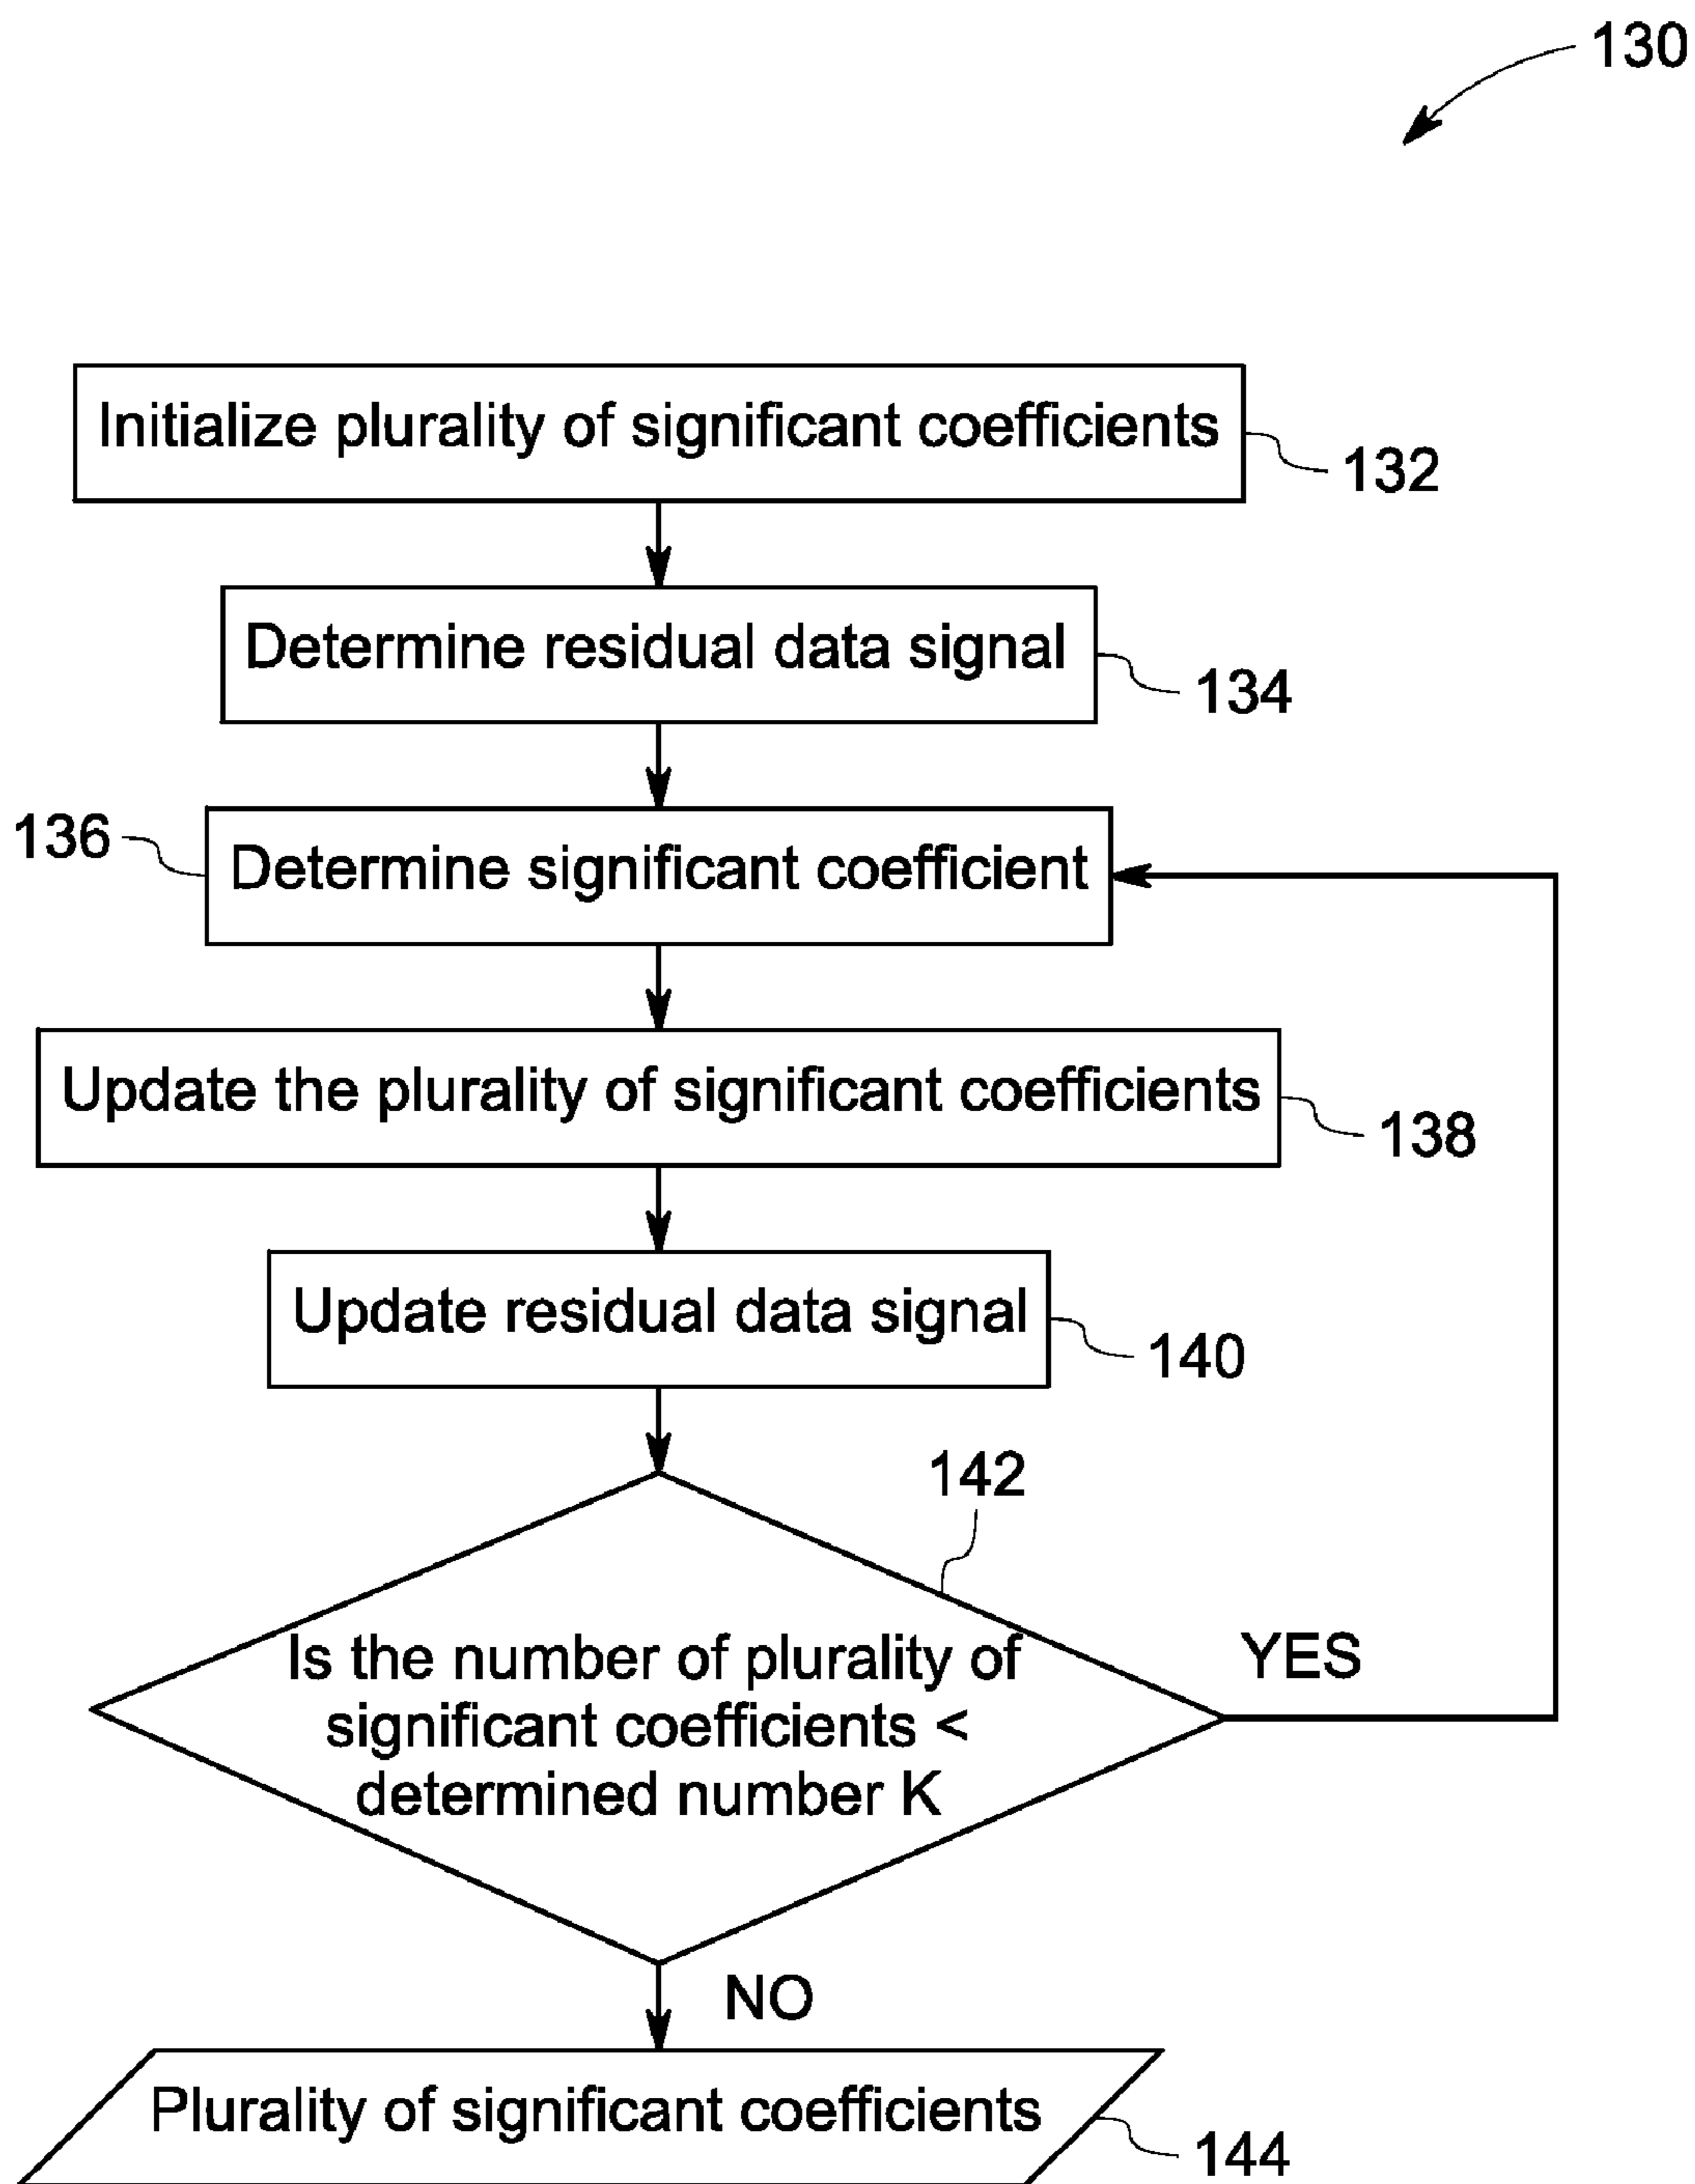 130
Initialize plurality of significant coefficients
132
Determine residual data signal
134
136
Determine significant coefficient
Update the plurality of significant coefficients
138
Update residual data signal
140
142
Is the number of plurality of
significant coefficients <
determined number K
YES
NO
Plurality of significant coefficients
144